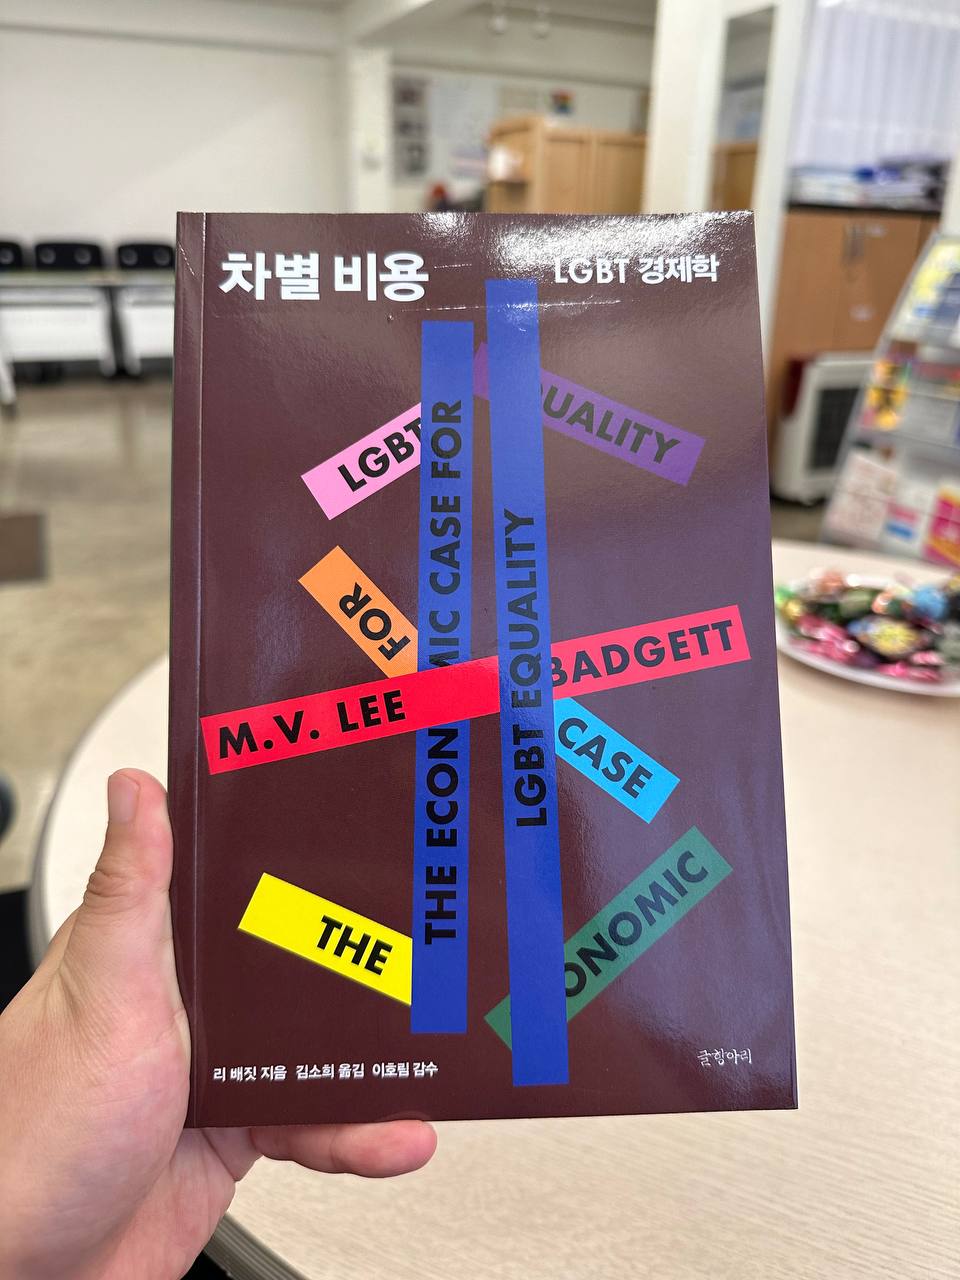 차별 비용
LGBT 경제학
LGBT
QUALITY
THE ECONOMIC CASE FOR
LGBT EQUALITY
FOR
M.V. LEE
BADGETT
CASE
THE
ONOMIC
리 배짓 지음 김소희 옮김 이호림 감수
글항아리